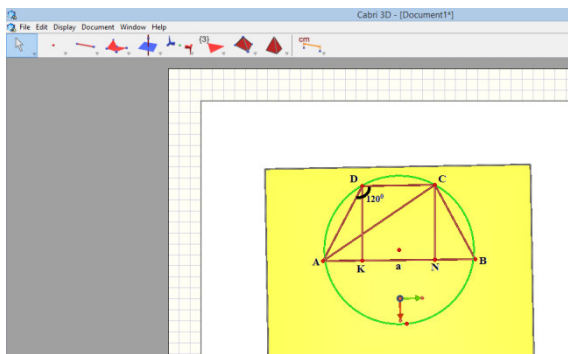 Cabri 3D - [Document1*]
File Edit Display Document Window Help
{3} cm
D C
120⁰
A K a N B